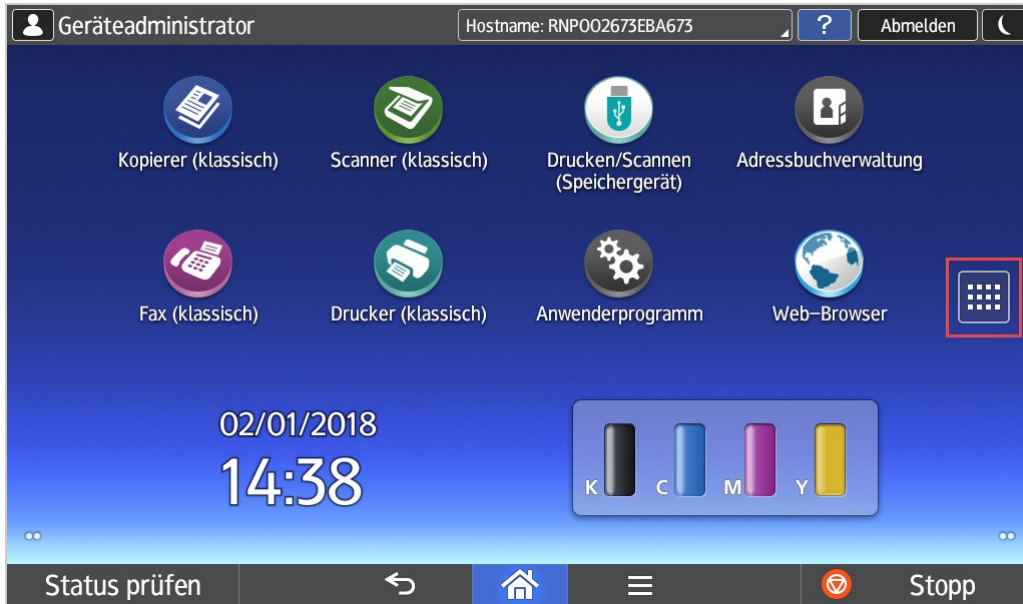 Geräteadministrator
Hostname: RNP002673EBA673
?
Abmelden
Kopierer (klassisch)
Scanner (klassisch)
Drucken/Scannen
(Speichergerät)
Adressbuchverwaltung
Fax (klassisch)
Drucker (klassisch)
Anwenderprogramm
Web-Browser
02/01/2018
14:38
K C M Y
Status prüfen
Stopp